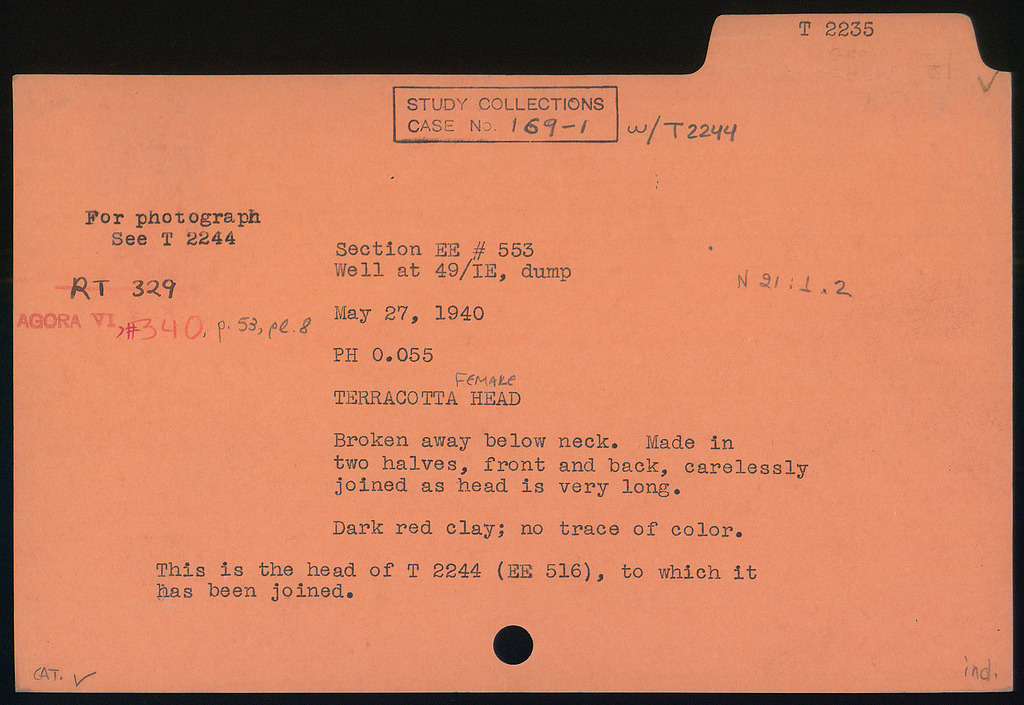 T 2235
STUDY COLLECTIONS
CASE No. 169-1
w/T2244
For photograph
See T 2244
Section EE # 553
Well at 49/ΙΕ, dump
N 21:1.2
RT 329
AGORA VI, #340, p. 53, pl. 8
May 27, 1940
PH 0.055
FEMALE
TERRACOTTA HEAD
Broken away below neck. Made in
two halves, front and back, carelessly
joined as head is very long.
Dark red clay; no trace of color.
This is the head of T 2244 (EE 516), to which it
has been joined.
CAT. ✓
ind.